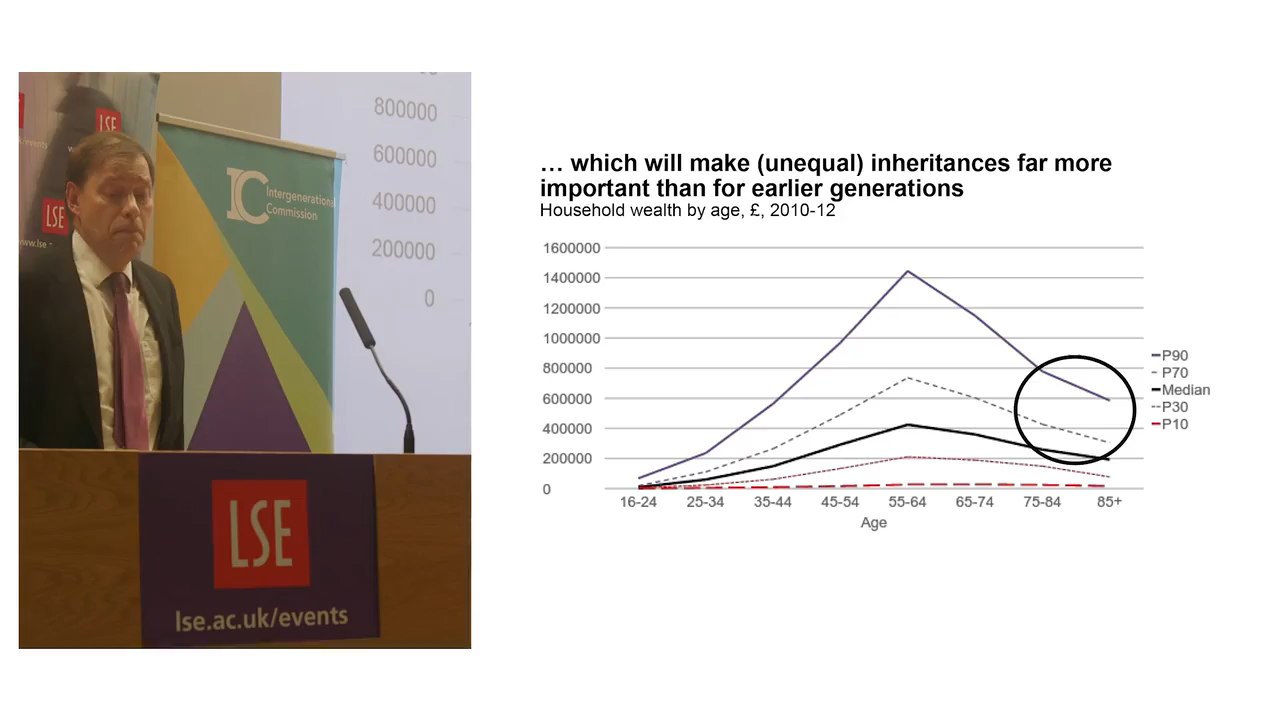 LSE
LSE
www.lse
IC Intergenerational
Commission
800000
600000
400000
200000
0
LSE
lse.ac.uk/events
… which will make (unequal) inheritances far more
important than for earlier generations
Household wealth by age, £, 2010-12
1600000
1400000
1200000
1000000
800000
600000
400000
200000
0
16-24 25-34 35-44 45-54 55-64 65-74 75-84 85+
Age
P90
P70
Median
P30
P10